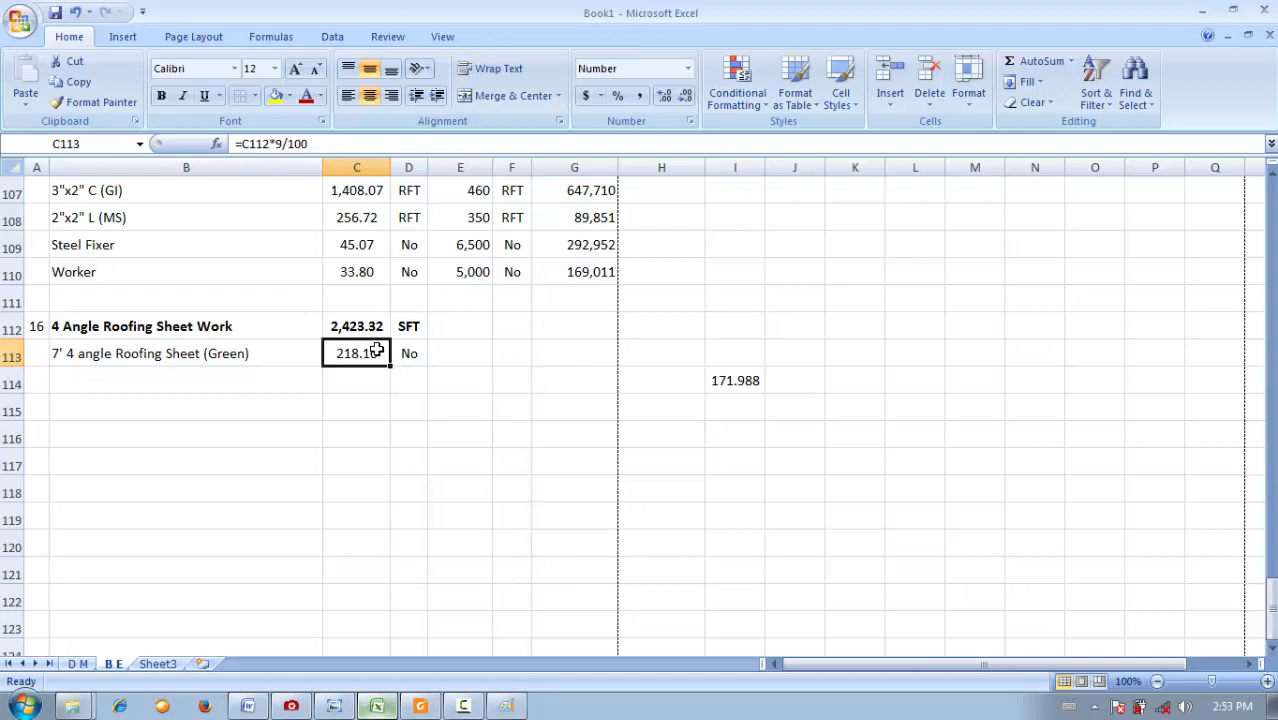 Book1 - Microsoft Excel
Home Insert Page Layout Formulas Data Review View
Paste Cut Copy Format Painter Clipboard
Calibri 12 A A B I U A Font
Wrap Text Merge & Center Alignment
Number $ % , Number
Conditional Formatting Format as Table Cell Styles Styles
Insert Delete Format Cells
Σ AutoSum Fill Clear Sort & Filter Find & Select Editing
C113 fx =C112*9/100
A B C D E F G H I J K L M N O P Q
107 3"x2" C (GI) 1,408.07 RFT 460 RFT 647,710
108 2"x2" L (MS) 256.72 RFT 350 RFT 89,851
109 Steel Fixer 45.07 No 6,500 No 292,952
110 Worker 33.80 No 5,000 No 169,011
111
112 16 4 Angle Roofing Sheet Work 2,423.32 SFT
113 7' 4 angle Roofing Sheet (Green) No
114 171.988
115
116
117
118
119
120
121
122
123
D M B E Sheet3
Ready 100%
2:53 PM